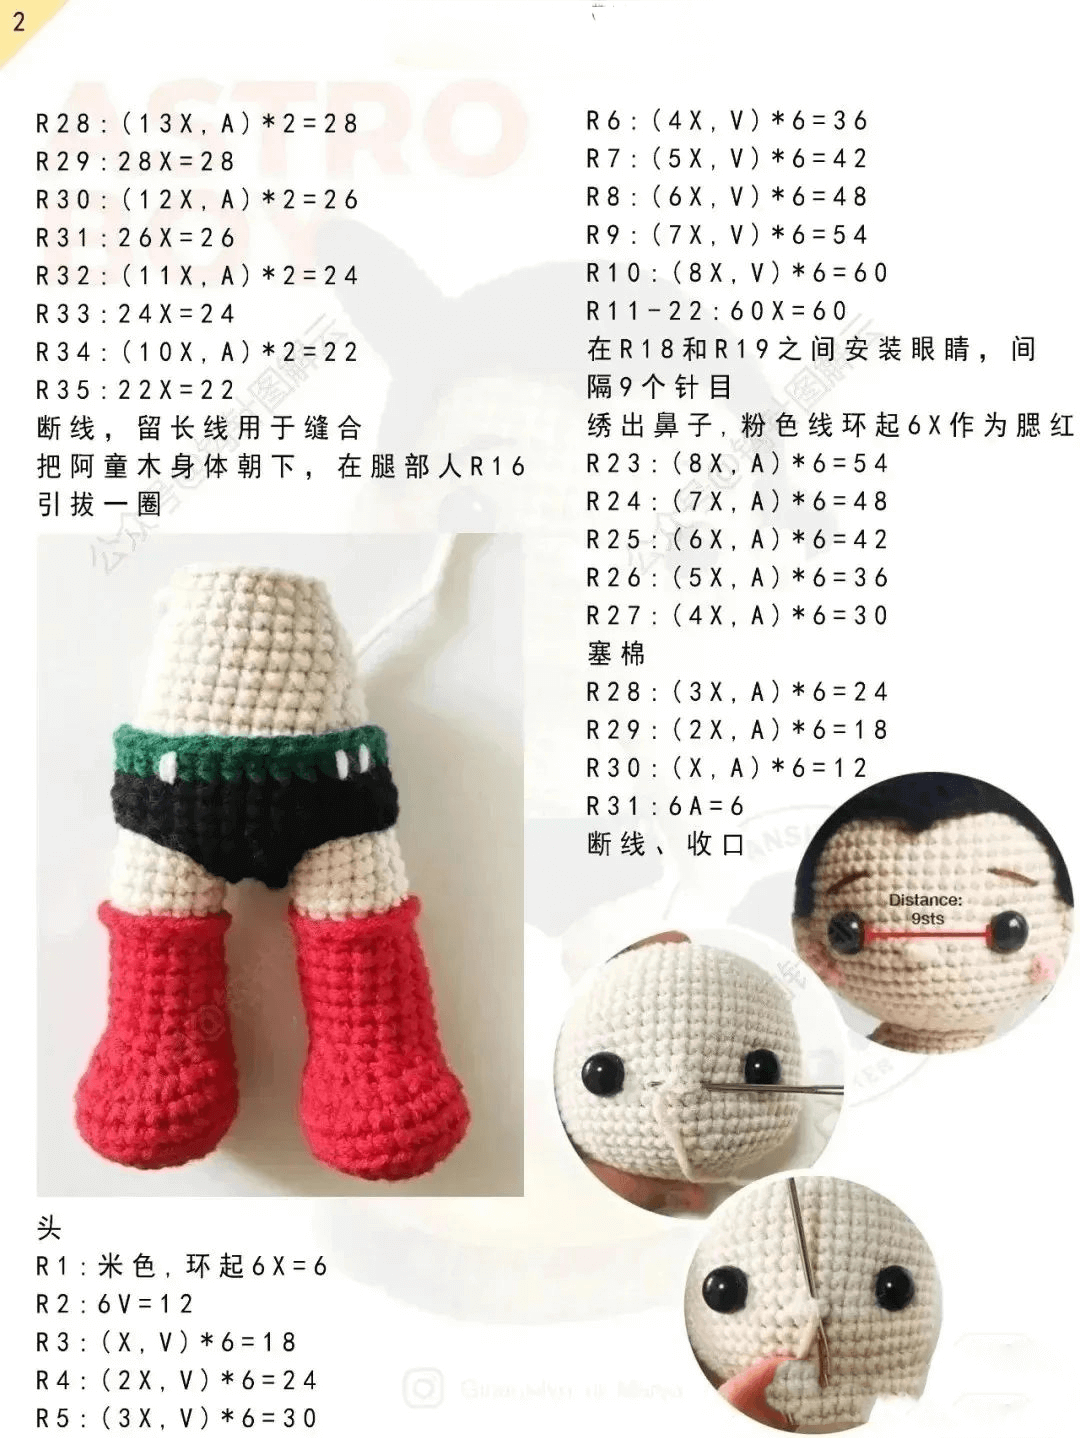 2
ASTRO
BOY
R28:(13X,A)*2=28
R29:28X=28
R30:(12X,A)*2=26
R31:26X=26
R32:(11X,A)*2=24
R33:24X=24
R34:(10X,A)*2=22
R35:22X=22
断线，留长线用于缝合
把阿童木身体朝下，在腿部人R16
引拔一圈
头
R1:米色,环起6X=6
R2:6V=12
R3:(X,V)*6=18
R4:(2X,V)*6=24
R5:(3X,V)*6=30
R6:(4X,V)*6=36
R7:(5X,V)*6=42
R8:(6X,V)*6=48
R9:(7X,V)*6=54
R10:(8X,V)*6=60
R11-22:60X=60
在R18和R19之间安装眼睛，间
隔9个针目
绣出鼻子,粉色线环起6X作为腮红
R23:(8X,A)*6=54
R24:(7X,A)*6=48
R25:(6X,A)*6=42
R26:(5X,A)*6=36
R27:(4X,A)*6=30
塞棉
R28:(3X,A)*6=24
R29:(2X,A)*6=18
R30:(X,A)*6=12
R31:6A=6
断线、收口
Distance:
9sts